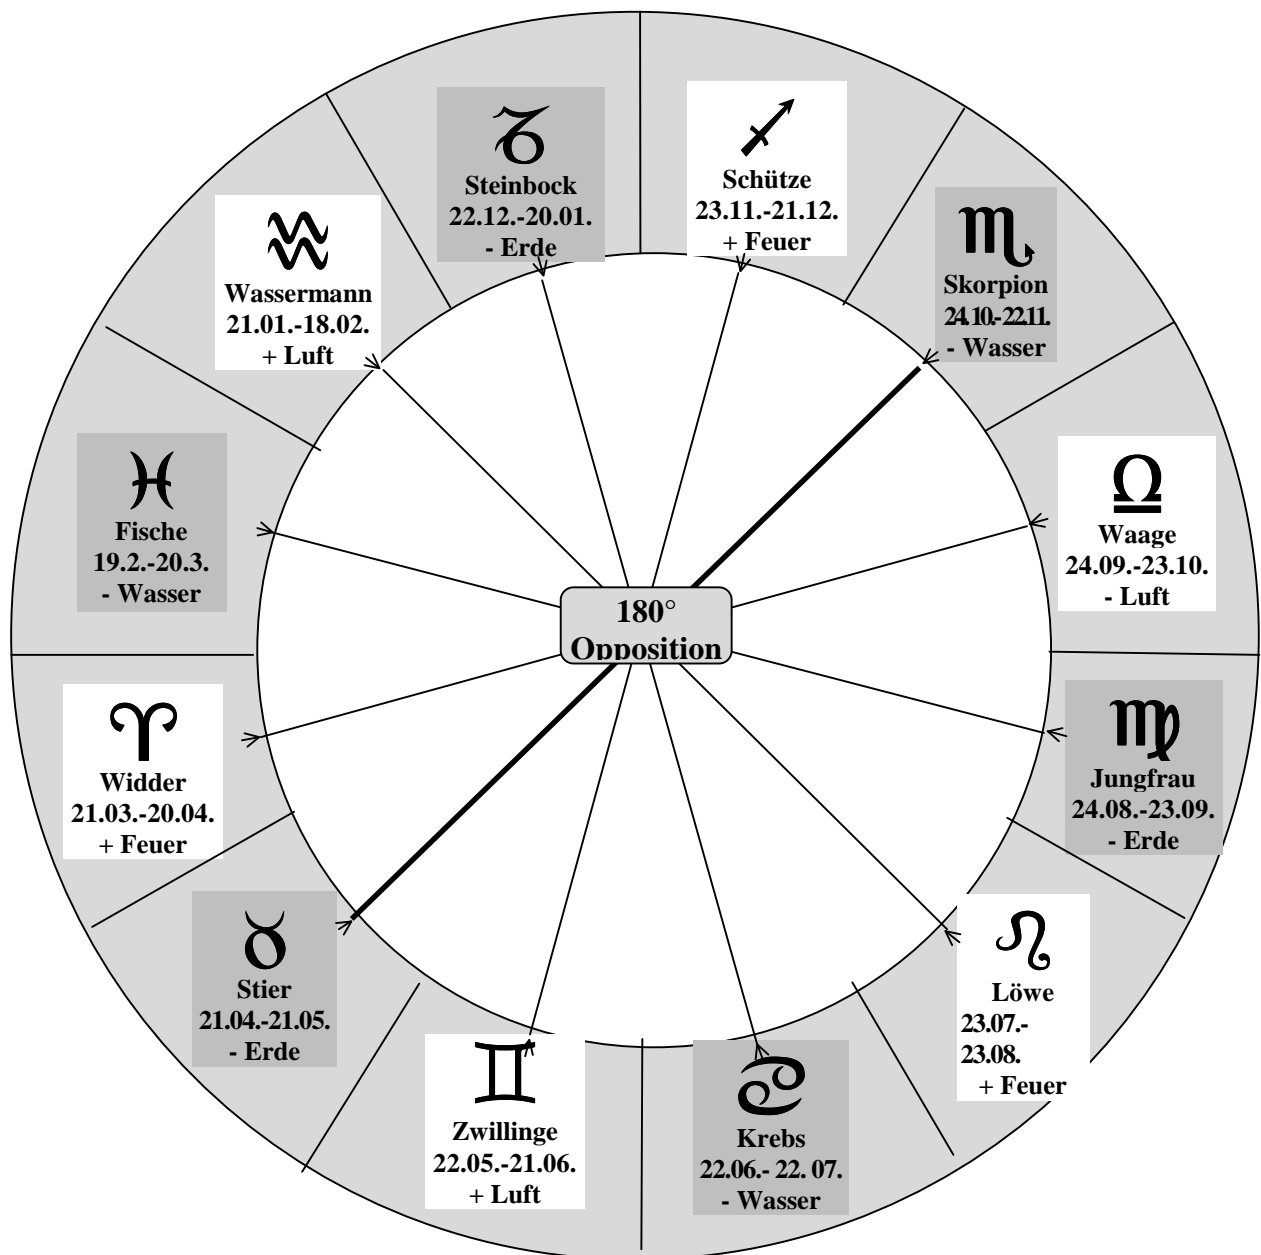 Steinbock
22.12.-20.01.
- Erde
Schütze
23.11.-21.12.
+ Feuer
Wassermann
21.01.-18.02.
+ Luft
Skorpion
24.10.-22.11.
- Wasser
Fische
19.2.-20.3.
- Wasser
Waage
24.09.-23.10.
- Luft
180°
Opposition
Widder
21.03.-20.04.
+ Feuer
Jungfrau
24.08.-23.09.
- Erde
Stier
21.04.-21.05.
- Erde
Löwe
23.07.-
23.08.
+ Feuer
Zwillinge
22.05.-21.06.
+ Luft
Krebs
22.06.- 22. 07.
- Wasser